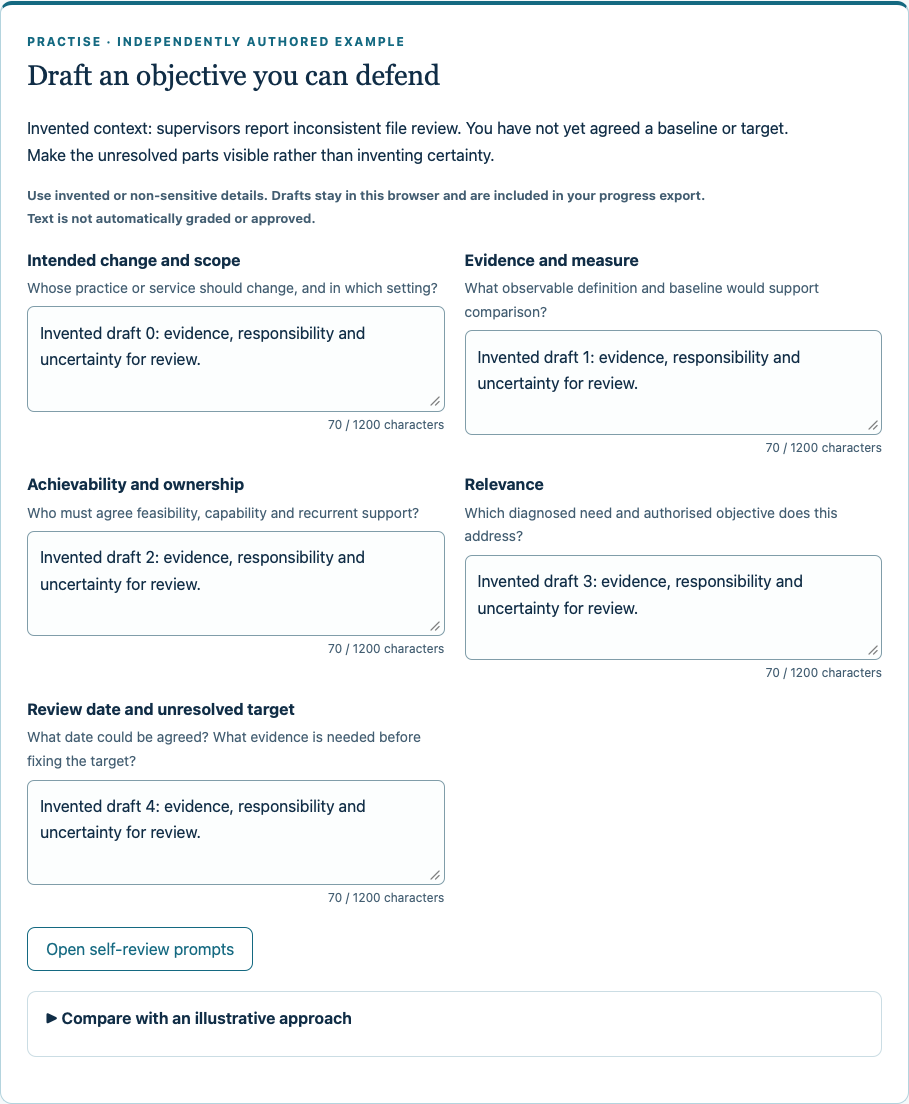 PRACTISE · INDEPENDENTLY AUTHORED EXAMPLE
Draft an objective you can defend
Invented context: supervisors report inconsistent file review. You have not yet agreed a baseline or target.
Make the unresolved parts visible rather than inventing certainty.
Use invented or non-sensitive details. Drafts stay in this browser and are included in your progress export.
Text is not automatically graded or approved.
Intended change and scope
Whose practice or service should change, and in which setting?
Invented draft 0: evidence, responsibility and
uncertainty for review.
70 / 1200 characters
Evidence and measure
What observable definition and baseline would support
comparison?
Invented draft 1: evidence, responsibility and
uncertainty for review.
70 / 1200 characters
Achievability and ownership
Who must agree feasibility, capability and recurrent support?
Invented draft 2: evidence, responsibility and
uncertainty for review.
70 / 1200 characters
Relevance
Which diagnosed need and authorised objective does this
address?
Invented draft 3: evidence, responsibility and
uncertainty for review.
70 / 1200 characters
Review date and unresolved target
What date could be agreed? What evidence is needed before
fixing the target?
Invented draft 4: evidence, responsibility and
uncertainty for review.
70 / 1200 characters
Open self-review prompts
Compare with an illustrative approach